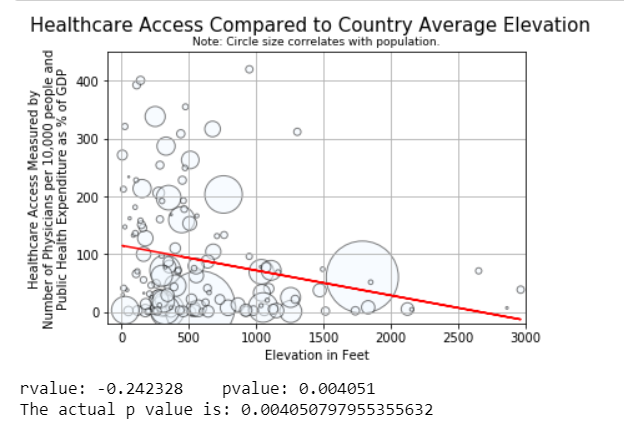 Healthcare Access Compared to Country Average Elevation
Note: Circle size correlates with population.
Healthcare Access Measured by
Number of Physicians per 10,000 people and
Public Health Expenditure as % of GDP
400
300
200
100
0
0 500 1000 1500 2000 2500 3000
Elevation in Feet
rvalue: -0.242328 pvalue: 0.004051
The actual p value is: 0.004050797955355632